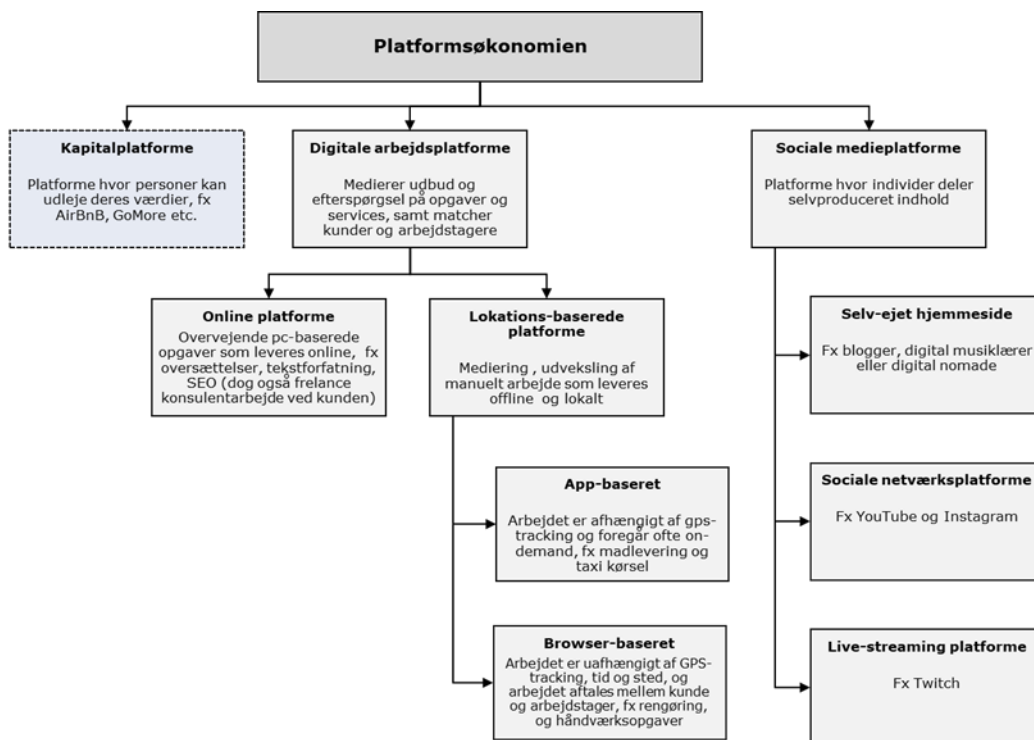 Platformsøkonomien
Kapitalplatforme
Platforme hvor personer kan
udleje deres værdier, fx
AirBnB, GoMore etc.
Digitale arbejdsplatforme
Medierer udbud og
efterspørgsel på opgaver og
services, samt matcher
kunder og arbejdstagere
Sociale medieplatforme
Platforme hvor individer deler
selvproduceret indhold
Online platforme
Overvejende pc-baserede
opgaver som leveres online, fx
oversættelser, tekstforfatning,
SEO (dog også frelance
konsulentarbejde ved kunden)
Lokations-baserede
platforme
Mediering , udveksling af
manuelt arbejde som leveres
offline og lokalt
App-baseret
Arbejdet er afhængigt af gps-
tracking og foregår ofte on-
demand, fx madlevering og
taxi kørsel
Browser-baseret
Arbejdet er uafhængigt af GPS-
tracking, tid og sted, og
arbejdet aftales mellem kunde
og arbejdstager, fx rengøring,
og håndværksopgaver
Selv-ejet hjemmeside
Fx blogger, digital musiklærer
eller digital nomade
Sociale netværksplatforme
Fx YouTube og Instagram
Live-streaming platforme
Fx Twitch